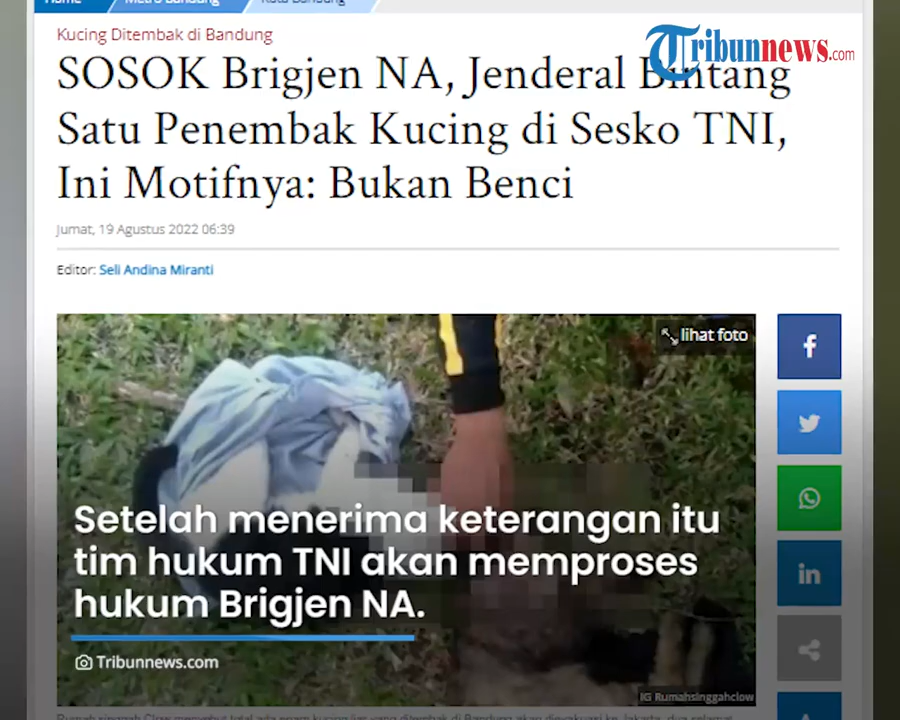 Home Metro Bandung Kota Bandung
Kucing Ditembak di Bandung
Tribunnews.com
SOSOK Brigjen NA, Jenderal Bintang
Satu Penembak Kucing di Sesko TNI,
Ini Motifnya: Bukan Benci
Jumat, 19 Agustus 2022 06:39
Editor: Seli Andina Miranti
lihat foto
Setelah menerima keterangan itu
tim hukum TNI akan memproses
hukum Brigjen NA.
Tribunnews.com
IG Rumahsinggahclow